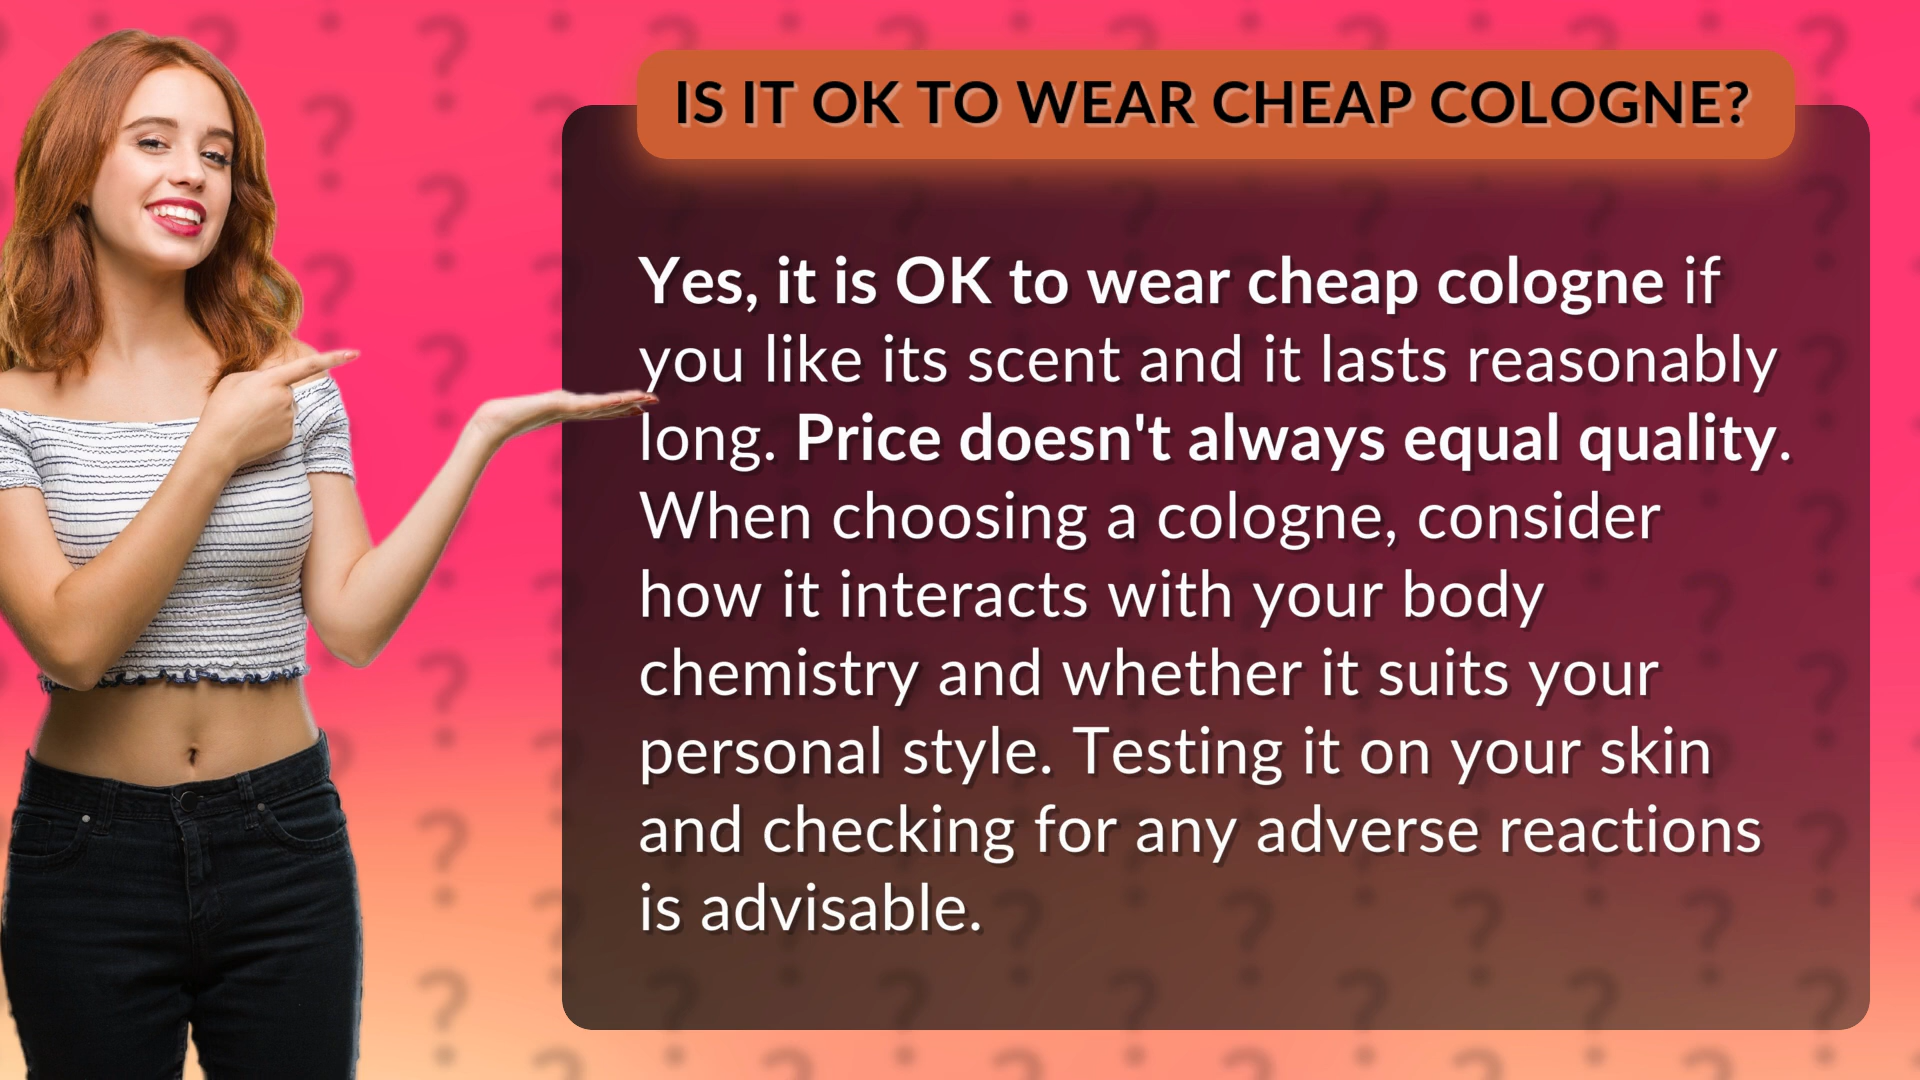 IS IT OK TO WEAR CHEAP COLOGNE?
Yes, it is OK to wear cheap cologne if
you like its scent and it lasts reasonably
long. Price doesn't always equal quality.
When choosing a cologne, consider
how it interacts with your body
chemistry and whether it suits your
personal style. Testing it on your skin
and checking for any adverse reactions
is advisable.